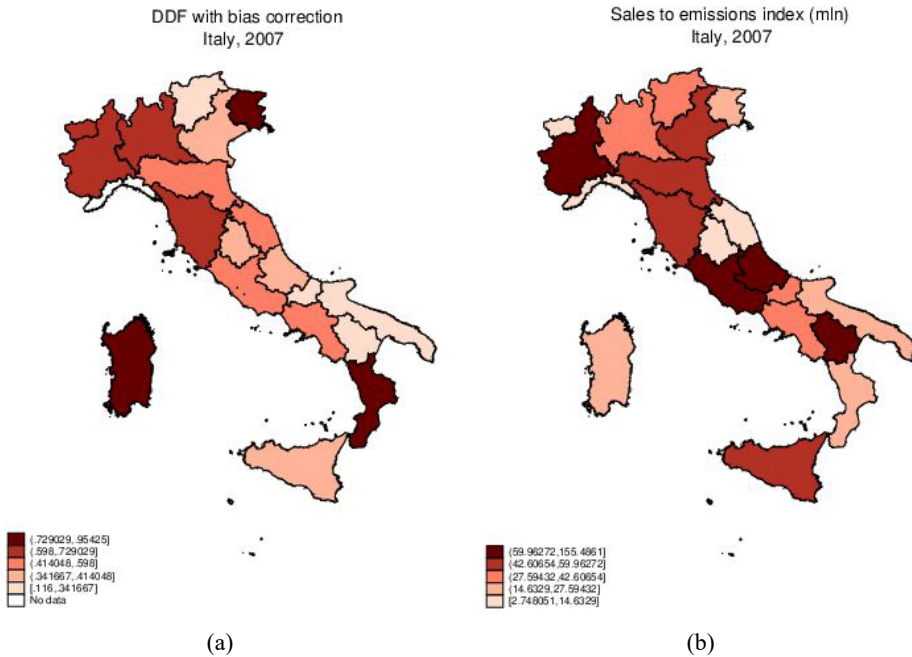 DDF with bias correction
Italy, 2007
(.729029,.95425]
(.598,.729029]
(.414048,.598]
(.341667,.414048]
[.116,.341667]
No data
(a)
Sales to emissions index (mln)
Italy, 2007
(59.96272,155.4861]
(42.60654,59.96272]
(27.59432,42.60654]
(14.6329,27.59432]
[2.748051,14.6329]
(b)